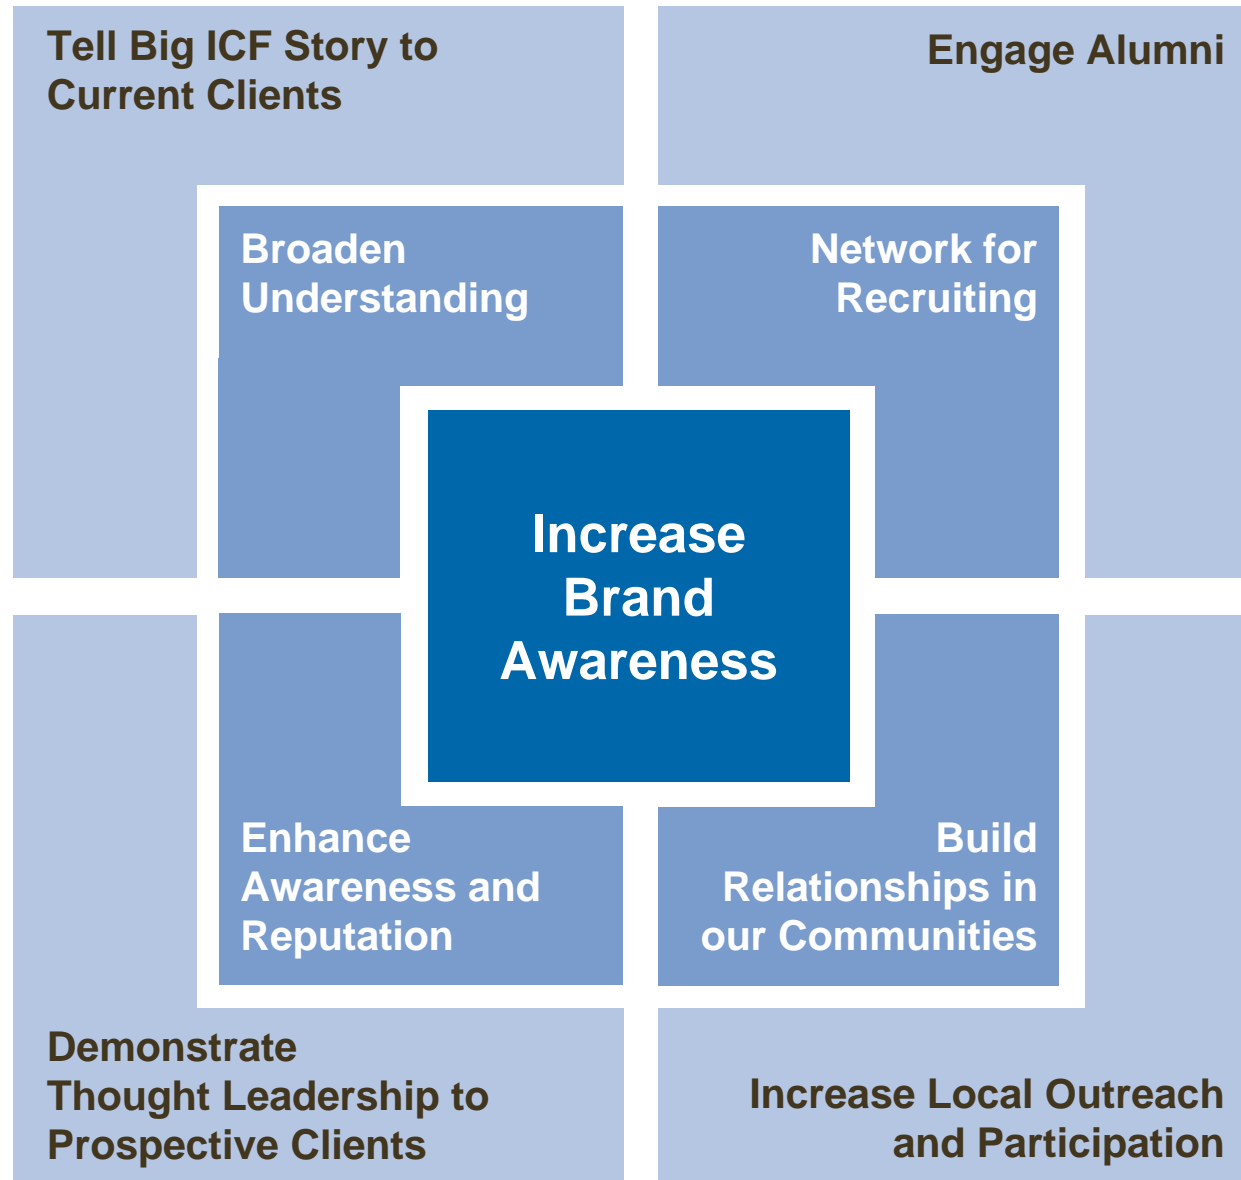 Tell Big ICF Story to
Current Clients
Engage Alumni
Broaden
Understanding
Network for
Recruiting
Increase
Brand
Awareness
Enhance
Awareness and
Reputation
Build
Relationships in
our Communities
Demonstrate
Thought Leadership to
Prospective Clients
Increase Local Outreach
and Participation